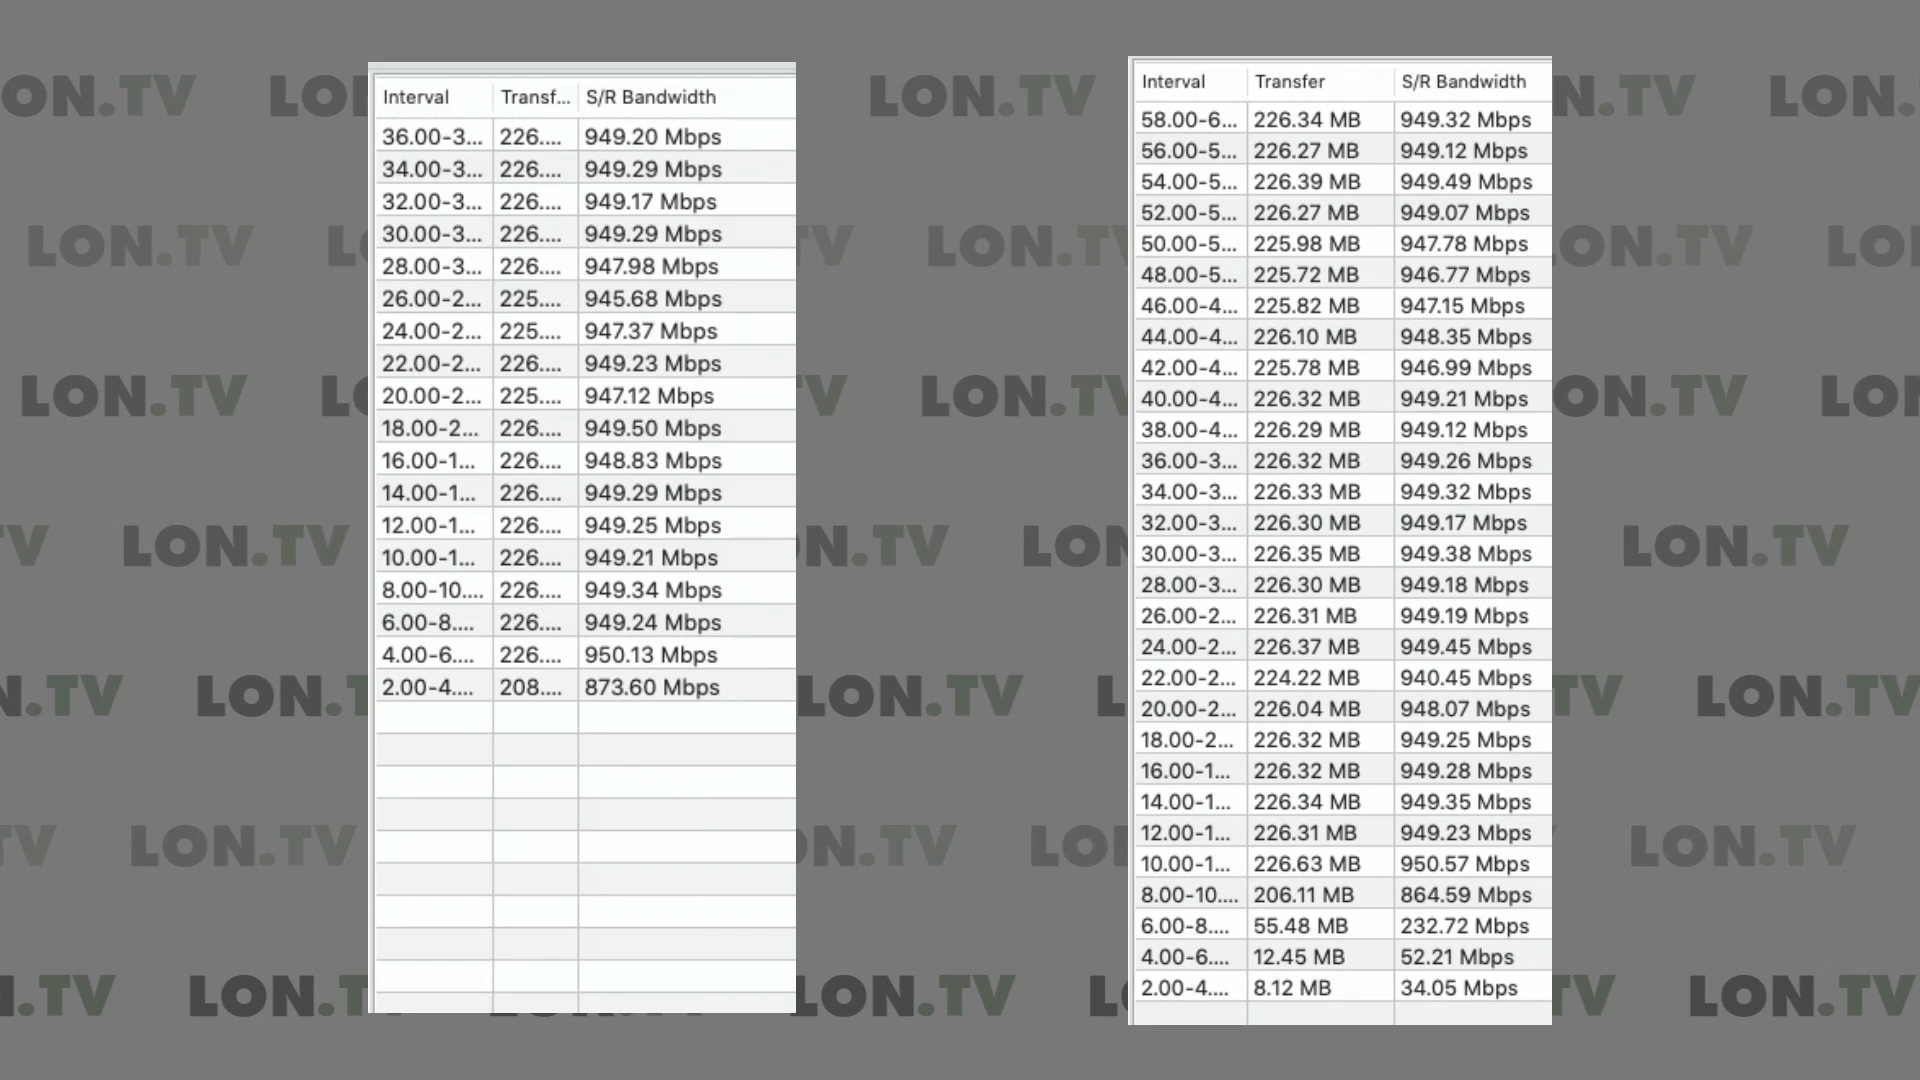 Interval Transf... S/R Bandwidth
36.00-3... 226.... 949.20 Mbps
34.00-3... 226.... 949.29 Mbps
32.00-3... 226.... 949.17 Mbps
30.00-3... 226.... 949.29 Mbps
28.00-3... 226.... 947.98 Mbps
26.00-2... 225.... 945.68 Mbps
24.00-2... 225.... 947.37 Mbps
22.00-2... 226.... 949.23 Mbps
20.00-2... 225.... 947.12 Mbps
18.00-2... 226.... 949.50 Mbps
16.00-1... 226.... 948.83 Mbps
14.00-1... 226.... 949.29 Mbps
12.00-1... 226.... 949.25 Mbps
10.00-1... 226.... 949.21 Mbps
8.00-10.... 226.... 949.34 Mbps
6.00-8.... 226.... 949.24 Mbps
4.00-6.... 226.... 950.13 Mbps
2.00-4.... 208.... 873.60 Mbps
Interval Transfer S/R Bandwidth
58.00-6... 226.34 MB 949.32 Mbps
56.00-5... 226.27 MB 949.12 Mbps
54.00-5... 226.39 MB 949.49 Mbps
52.00-5... 226.27 MB 949.07 Mbps
50.00-5... 225.98 MB 947.78 Mbps
48.00-5... 225.72 MB 946.77 Mbps
46.00-4... 225.82 MB 947.15 Mbps
44.00-4... 226.10 MB 948.35 Mbps
42.00-4... 225.78 MB 946.99 Mbps
40.00-4... 226.32 MB 949.21 Mbps
38.00-4... 226.29 MB 949.12 Mbps
36.00-3... 226.32 MB 949.26 Mbps
34.00-3... 226.33 MB 949.32 Mbps
32.00-3... 226.30 MB 949.17 Mbps
30.00-3... 226.35 MB 949.38 Mbps
28.00-3... 226.30 MB 949.18 Mbps
26.00-2... 226.31 MB 949.19 Mbps
24.00-2... 226.37 MB 949.45 Mbps
22.00-2... 224.22 MB 940.45 Mbps
20.00-2... 226.04 MB 948.07 Mbps
18.00-2... 226.32 MB 949.25 Mbps
16.00-1... 226.32 MB 949.28 Mbps
14.00-1... 226.34 MB 949.35 Mbps
12.00-1... 226.31 MB 949.23 Mbps
10.00-1... 226.63 MB 950.57 Mbps
8.00-10.... 206.11 MB 864.59 Mbps
6.00-8.... 55.48 MB 232.72 Mbps
4.00-6.... 12.45 MB 52.21 Mbps
2.00-4.... 8.12 MB 34.05 Mbps
LON.TV